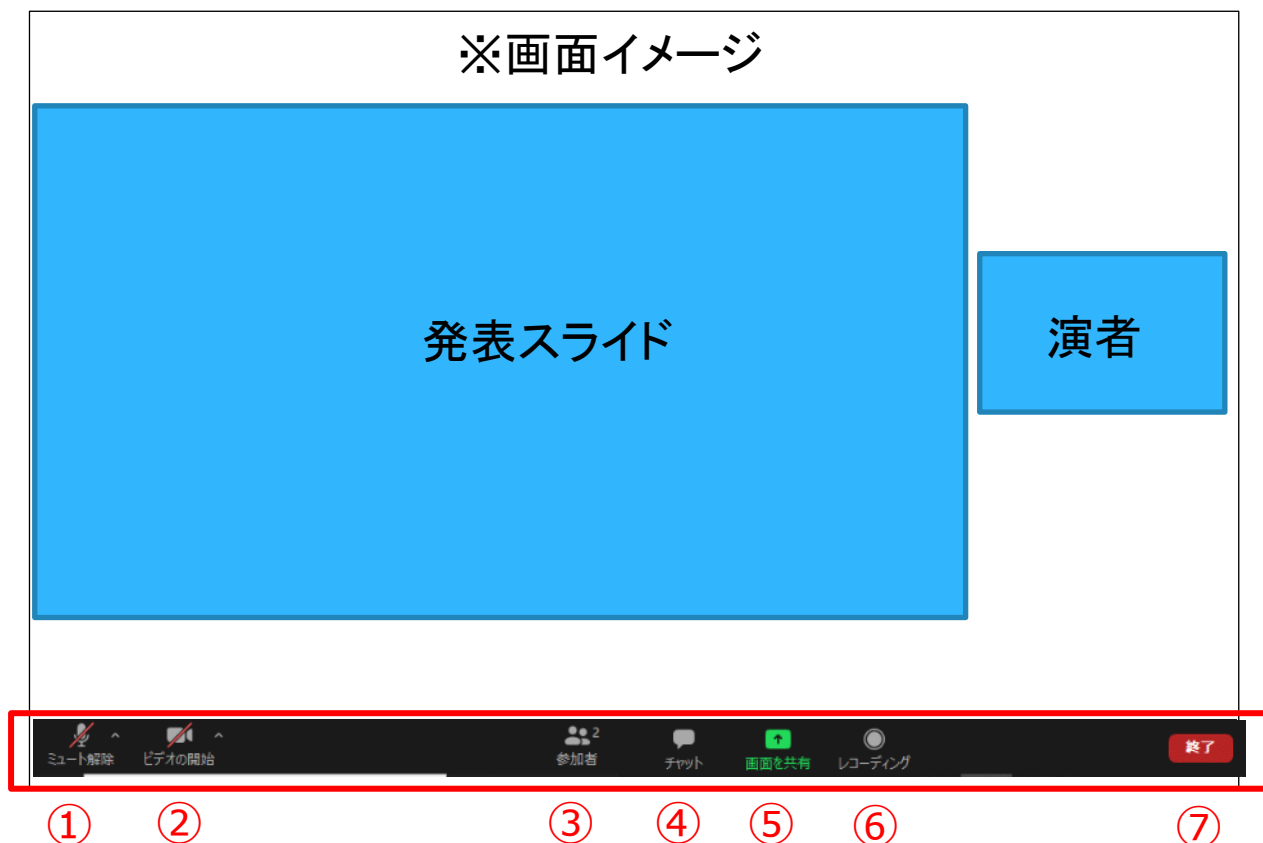 ※画面イメージ
発表スライド
演者
ミュート解除 ビデオの開始 参加者 2 チャット 画面を共有 レコーディング 終了
① ② ③ ④ ⑤ ⑥ ⑦